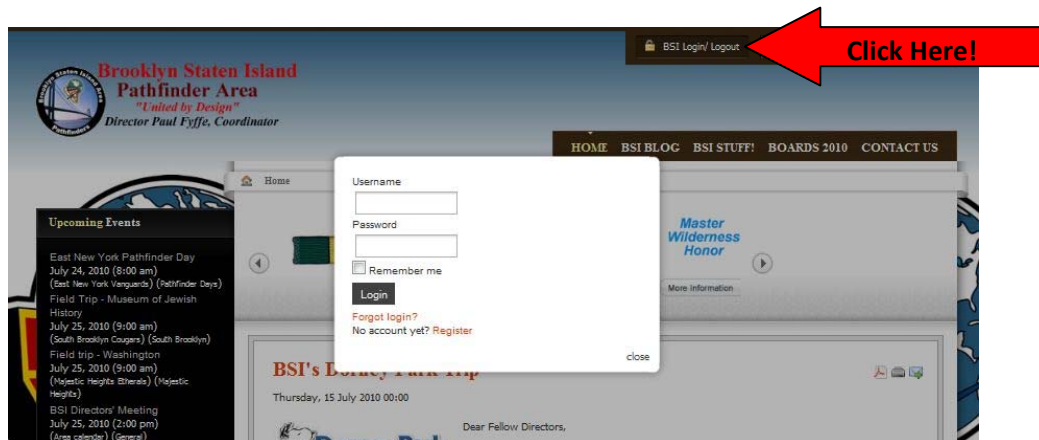 BSI Login/ Logout
Click Here!
Brooklyn Staten Island
Pathfinder Area
"United by Design"
Director Paul Fyffe, Coordinator
HOME BSI BLOG BSI STUFF! BOARDS 2010 CONTACT US
Home
Username
Password
Remember me
Login
Forgot login?
No account yet? Register
close
Master
Wilderness
Honor
More Information
Upcoming Events
East New York Pathfinder Day
July 24, 2010 (8:00 am)
(East New York Vanguards) (Pathfinder Days)
Field Trip - Museum of Jewish
History
July 25, 2010 (9:00 am)
(South Brooklyn Cougars) (South Brooklyn)
Field trip - Washington
July 25, 2010 (9:00 am)
(Majestic Heights Etherals) (Majestic
Heights)
BSI Directors' Meeting
July 25, 2010 (2:00 pm)
(Area calendar) (General)
BSI's Dorney Park Trip
Thursday, 15 July 2010 00:00
Dear Fellow Directors,